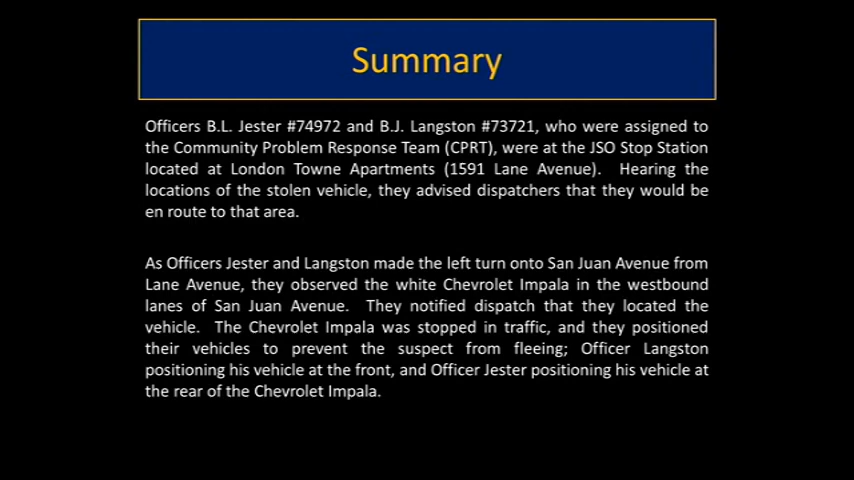 Summary
Officers B.L. Jester #74972 and B.J. Langston #73721, who were assigned to
the Community Problem Response Team (CPRT), were at the JSO Stop Station
located at London Towne Apartments (1591 Lane Avenue). Hearing the
locations of the stolen vehicle, they advised dispatchers that they would be
en route to that area.
As Officers Jester and Langston made the left turn onto San Juan Avenue from
Lane Avenue, they observed the white Chevrolet Impala in the westbound
lanes of San Juan Avenue. They notified dispatch that they located the
vehicle. The Chevrolet Impala was stopped in traffic, and they positioned
their vehicles to prevent the suspect from fleeing; Officer Langston
positioning his vehicle at the front, and Officer Jester positioning his vehicle at
the rear of the Chevrolet Impala.